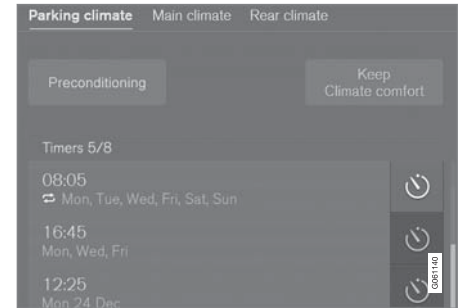 Parking climate Main climate Rear climate
Preconditioning
Keep
Climate comfort
Timers 5/8
08:05
Mon, Tue, Wed, Fri, Sat, Sun
16:45
Mon, Wed, Fri
12:25
Mon 24 Dec
G061140